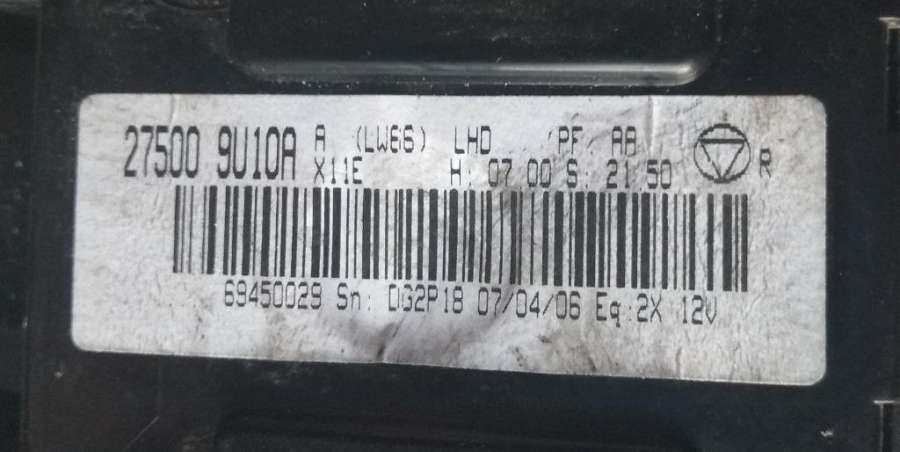 27500 9U10A A (LW66) LHD PF AA
X11E H: 07 00 S: 21 50 R
69450029 Sn: DG2P18 07/04/06 Eq:2X 12V